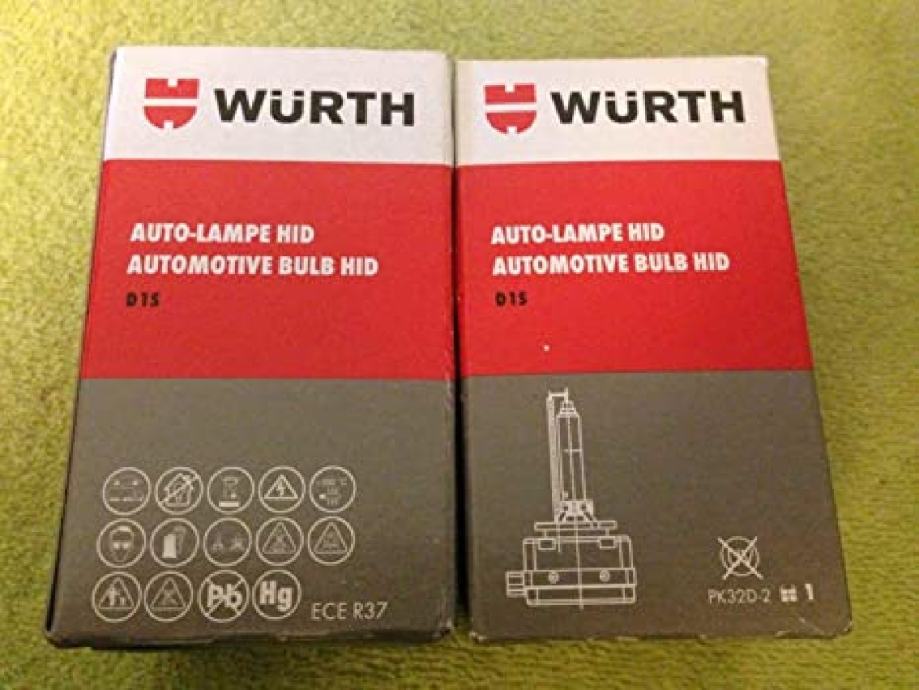 WÜRTH
AUTO-LAMPE HID
AUTOMOTIVE BULB HID
D1S
Pb
Hg
ECE R37
WÜRTH
AUTO-LAMPE HID
AUTOMOTIVE BULB HID
D1S
PK32D-2 1